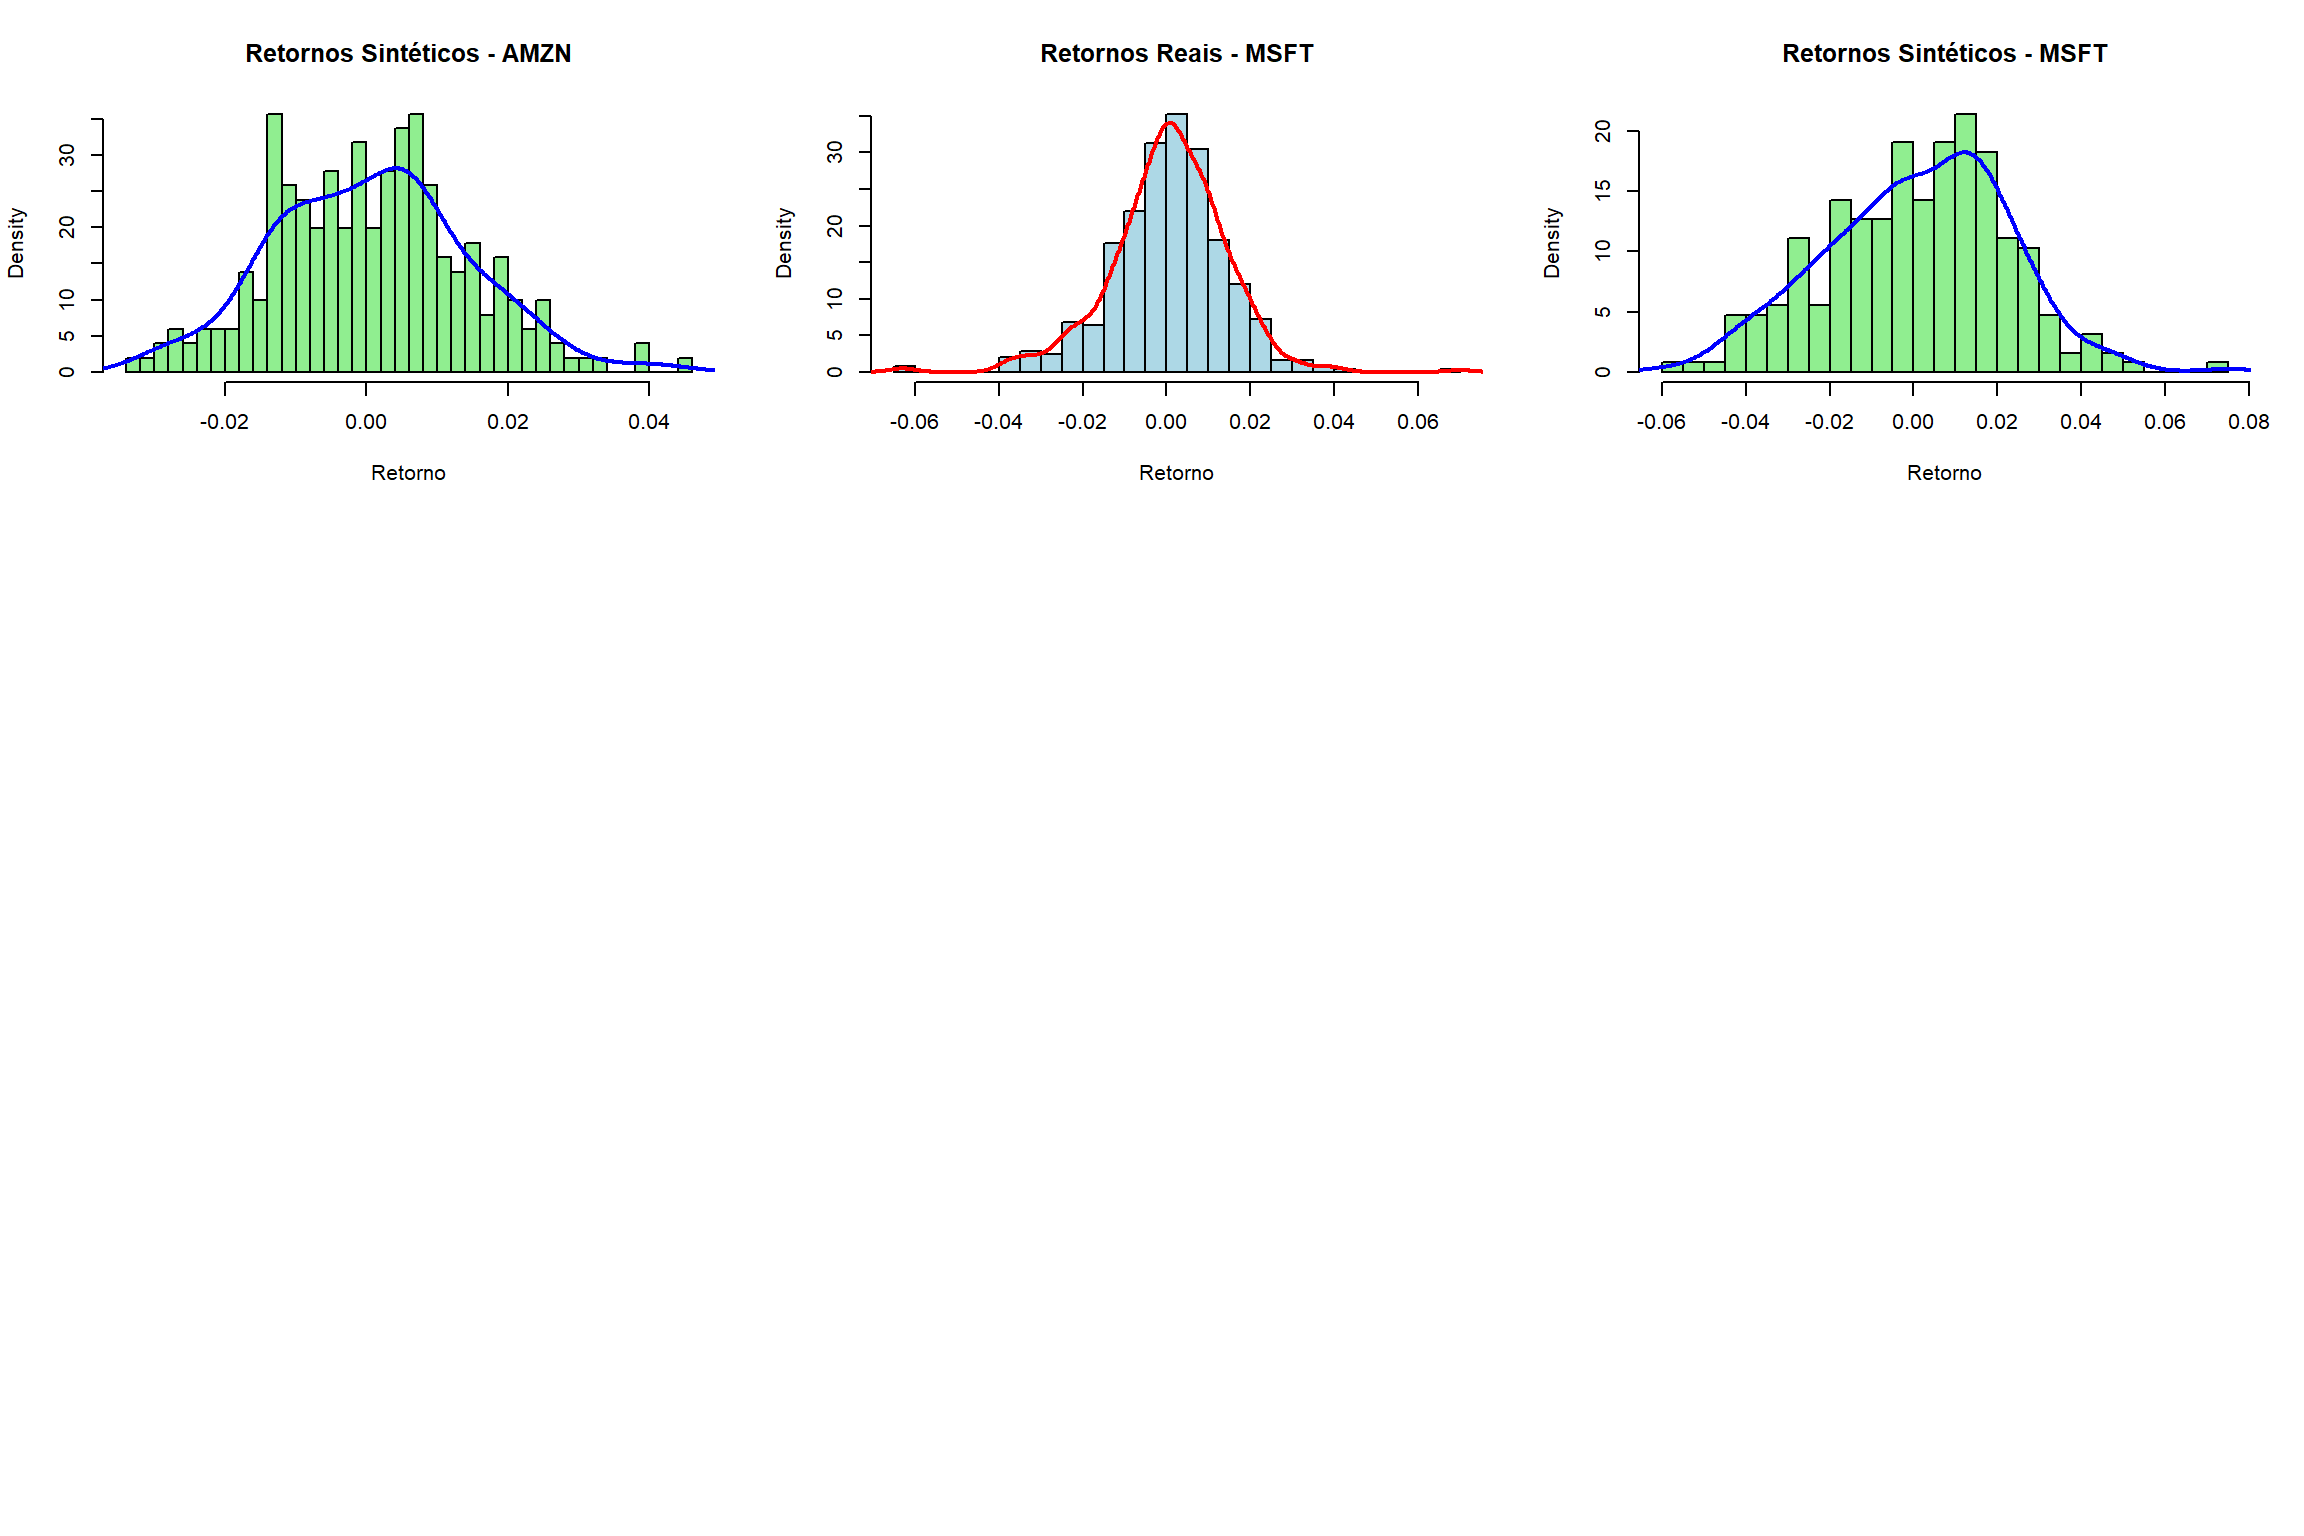 Retornos Sintéticos - AMZN
Density
0 5 10 20 30
-0.02 0.00 0.02 0.04
Retorno
Retornos Reais - MSFT
Density
0 5 10 20 30
-0.06 -0.04 -0.02 0.00 0.02 0.04 0.06
Retorno
Retornos Sintéticos - MSFT
Density
0 5 10 15 20
-0.06 -0.04 -0.02 0.00 0.02 0.04 0.06 0.08
Retorno